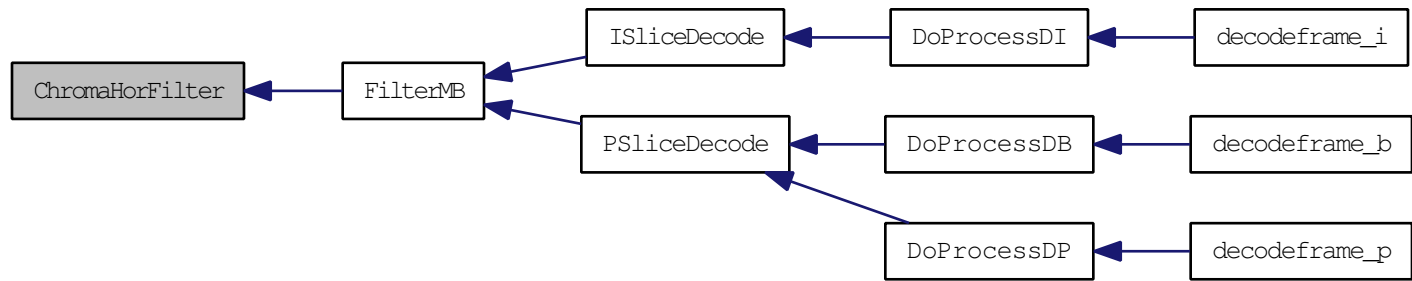 ISliceDecode
DoProcessDI
decodeframe_i
ChromaHorFilter
FilterMB
PSliceDecode
DoProcessDB
decodeframe_b
DoProcessDP
decodeframe_p